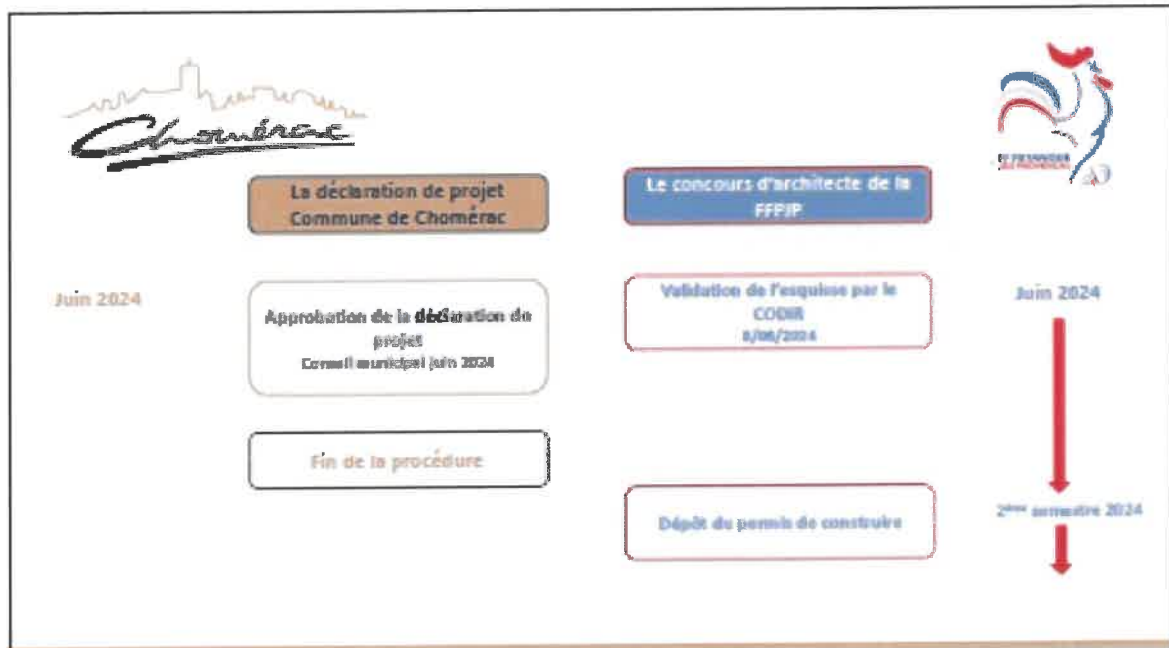 Chomérac
La déclaration de projet
Commune de Chomérac
Le concours d'architecte de la
FFPJP
Juin 2024
Approbation de la déclaration de
projet
Conseil municipal juin 2024
Validation de l'esquisse par le
CODIR
Juin 2024
Fin de la procédure
Dépôt du permis de construire
2ème semestre 2024